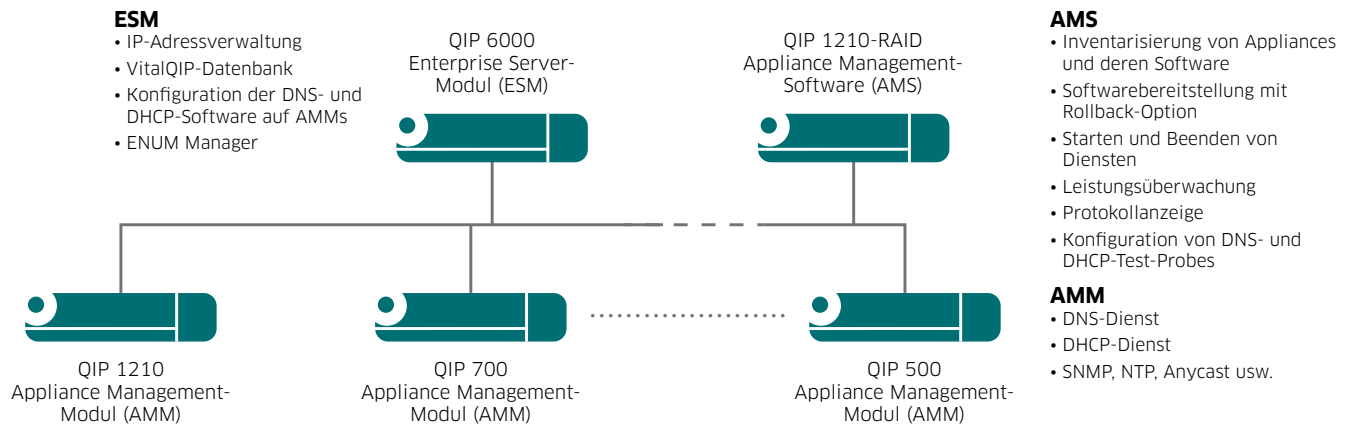 ESM
• IP-Adressverwaltung
• VitalQIP-Datenbank
• Konfiguration der DNS- und
DHCP-Software auf AMMs
• ENUM Manager
QIP 6000
Enterprise Server-
Modul (ESM)
QIP 1210-RAID
Appliance Management-
Software (AMS)
AMS
• Inventarisierung von Appliances
und deren Software
• Softwarebereitstellung mit
Rollback-Option
• Starten und Beenden von
Diensten
• Leistungsüberwachung
• Protokollanzeige
• Konfiguration von DNS- und
DHCP-Test-Probes
AMM
• DNS-Dienst
• DHCP-Dienst
• SNMP, NTP, Anycast usw.
QIP 1210
Appliance Management-
Modul (AMM)
QIP 700
Appliance Management-
Modul (AMM)
QIP 500
Appliance Management-
Modul (AMM)